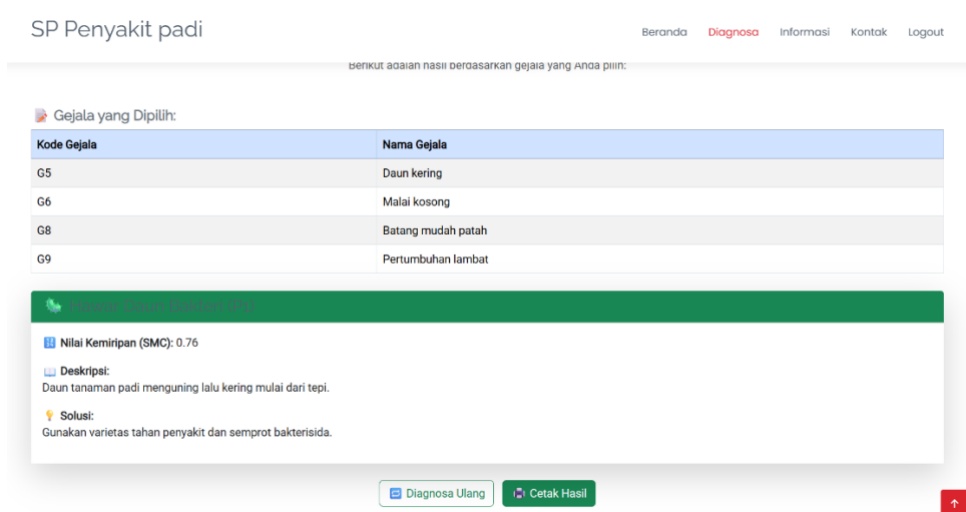 SP Penyakit padi
Beranda Diagnosa Informasi Kontak Logout
Berikut adalah hasil berdasarkan gejala yang Anda pilih:
Gejala yang Dipilih:
Kode Gejala Nama Gejala
G5 Daun kering
G6 Malai kosong
G8 Batang mudah patah
G9 Pertumbuhan lambat
Hawar Daun Bakteri
Nilai Kemiripan (SMC): 0.76
Deskripsi:
Daun tanaman padi menguning lalu kering mulai dari tepi.
Solusi:
Gunakan varietas tahan penyakit dan semprot bakterisida.
Diagnosa Ulang Cetak Hasil